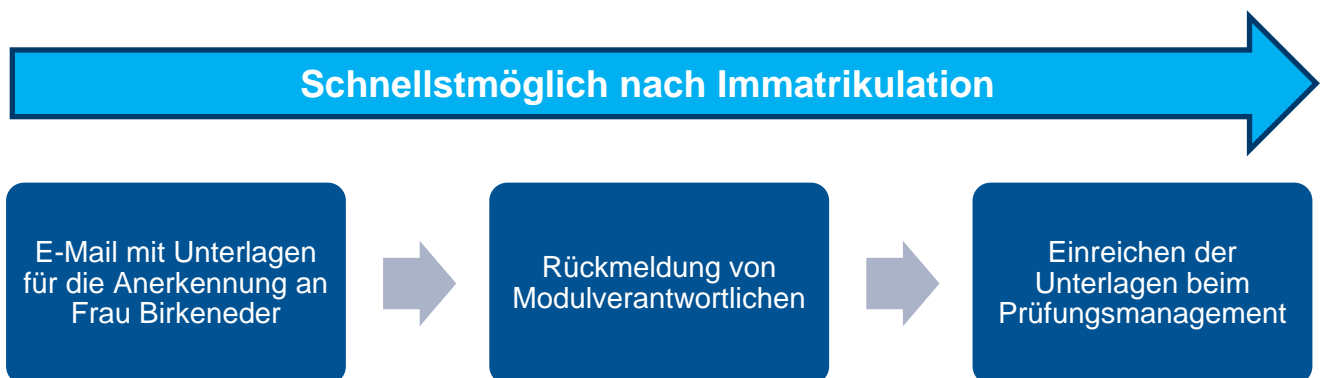 Schnellstmöglich nach Immatrikulation
E-Mail mit Unterlagen
für die Anerkennung an
Frau Birkeneder
Rückmeldung von
Modulverantwortlichen
Einreichen der
Unterlagen beim
Prüfungsmanagement